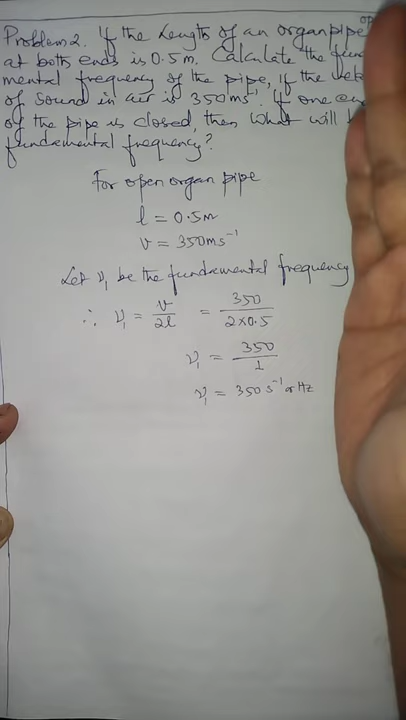 Problem 2. If the Length of an organ pipe
at both ends is 0.5m. Calculate the
mental frequency of the pipe, if the
of sound in air is 350ms⁻¹. If one
of the pipe is closed, then what will
fundamental frequency?
For open organ pipe
l = 0.5m
v = 350ms⁻¹
Let ν₁ be the fundamental frequency
∴ ν₁ = v/2l = 350/2×0.5
ν₁ = 350/1
ν₁ = 350 s⁻¹ or Hz